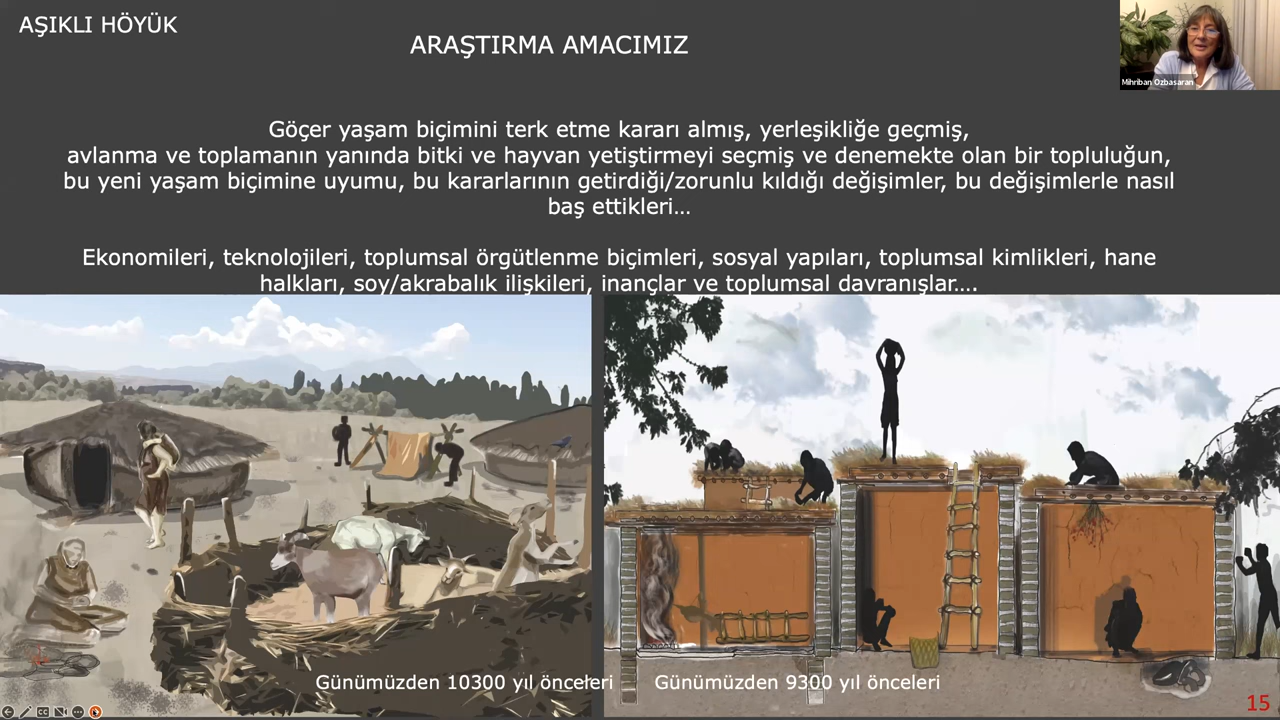 AŞIKLI HÖYÜK
ARAŞTIRMA AMACIMIZ
Mihriban Özbaşaran
Göçer yaşam biçimini terk etme kararı almış, yerleşikliğe geçmiş,
avlanma ve toplamanın yanında bitki ve hayvan yetiştirmeyi seçmiş ve denemekte olan bir topluluğun,
bu yeni yaşam biçimine uyumu, bu kararlarının getirdiği/zorunlu kıldığı değişimler, bu değişimlerle nasıl
baş ettikleri...
Ekonomileri, teknolojileri, toplumsal örgütlenme biçimleri, sosyal yapıları, toplumsal kimlikleri, hane
halkları, soy/akrabalık ilişkileri, inançlar ve toplumsal davranışlar....
Günümüzden 10300 yıl önceleri
Günümüzden 9300 yıl önceleri
15